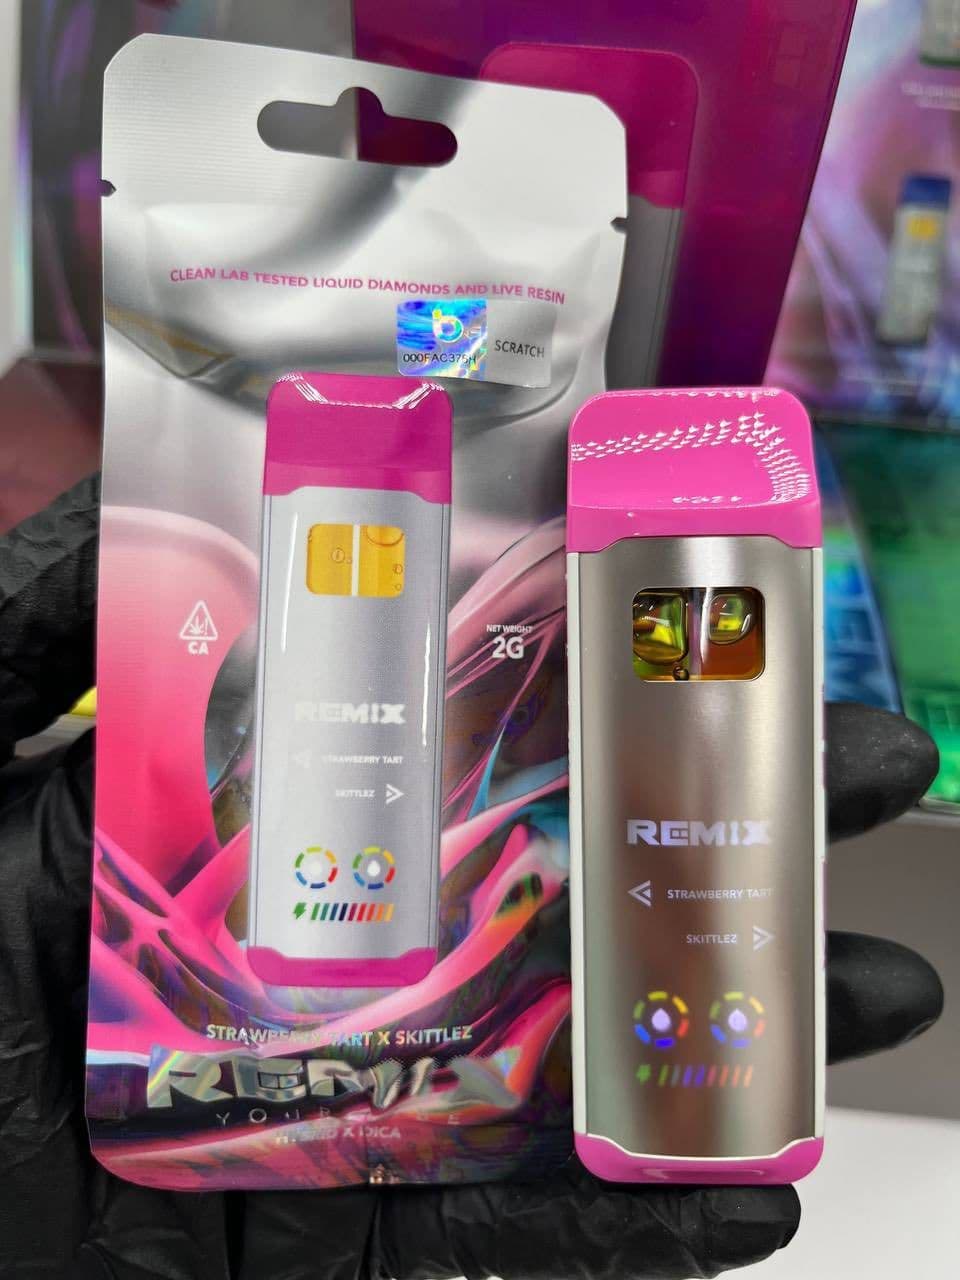 CLEAN LAB TESTED LIQUID DIAMONDS AND LIVE RESIN
000FAC375H
SCRATCH
CA
NET WEIGHT
2G
REMIX
STRAWBERRY TART
SKITTLEZ
STRAWBERRY TART X SKITTLEZ
REMIX
REMIX
STRAWBERRY TART
SKITTLEZ